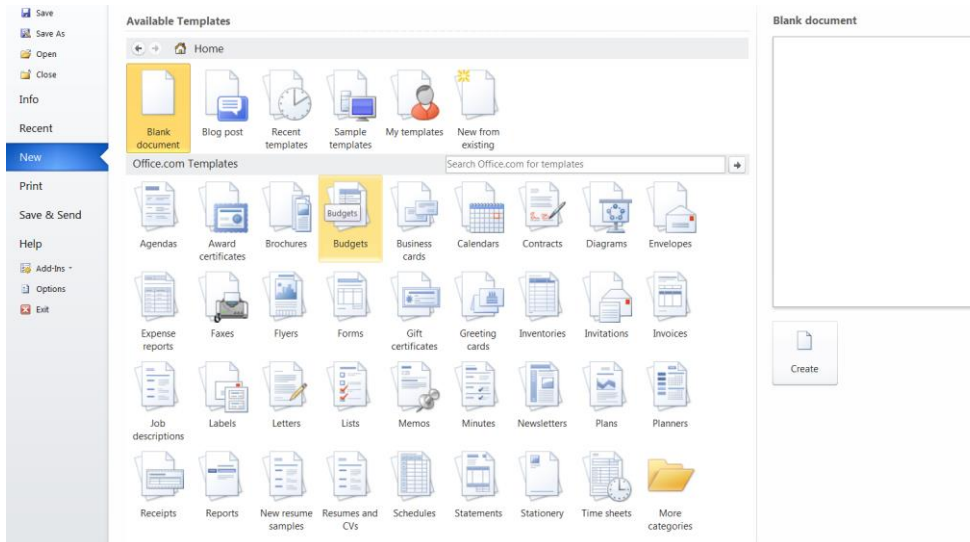 Save
Save As
Open
Close
Info
Recent
New
Print
Save & Send
Help
Add-Ins
Options
Exit
Available Templates
Home
Blank
document
Blog post
Recent
templates
Sample
templates
My templates
New from
existing
Office.com Templates
Search Office.com for templates
Agendas
Award
certificates
Brochures
Budgets
Budgets
Business
cards
Calendars
Contracts
Diagrams
Envelopes
Expense
reports
Faxes
Flyers
Forms
Gift
certificates
Greeting
cards
Inventories
Invitations
Invoices
Job
descriptions
Labels
Letters
Lists
Memos
Minutes
Newsletters
Plans
Planners
Receipts
Reports
New resume
samples
Resumes and
CVs
Schedules
Statements
Stationery
Time sheets
More
categories
Blank document
Create